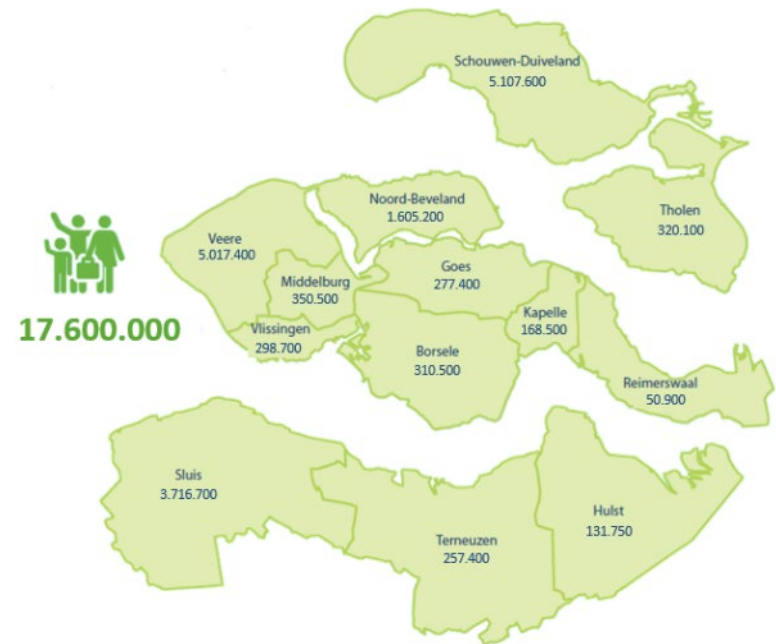 Schouwen-Duiveland
5.107.600
Noord-Beveland
1.605.200
Tholen
320.100
Veere
5.017.400
Goes
277.400
Middelburg
350.500
Kapelle
168.500
17.600.000
Vlissingen
298.700
Borsele
310.500
Reimerswaal
50.900
Sluis
3.716.700
Hulst
131.750
Terneuzen
257.400